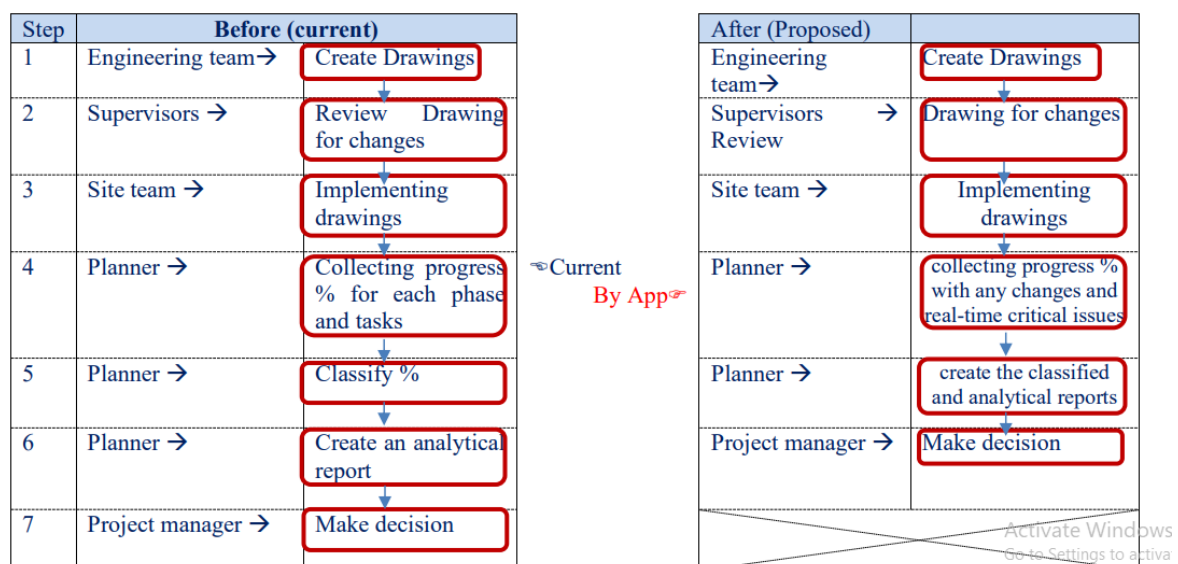 Step Before (current) After (Proposed)
1 Engineering team→ Create Drawings Engineering team→ Create Drawings
2 Supervisors → Review Drawing for changes Supervisors → Review Drawing for changes
3 Site team → Implementing drawings Site team → Implementing drawings
4 Planner → Collecting progress % for each phase and tasks ☜Current By App☞ Planner → collecting progress % with any changes and real-time critical issues
5 Planner → Classify % Planner → create the classified and analytical reports
6 Planner → Create an analytical report Project manager → Make decision
7 Project manager → Make decision
Activate Windows
Go to Settings to activa